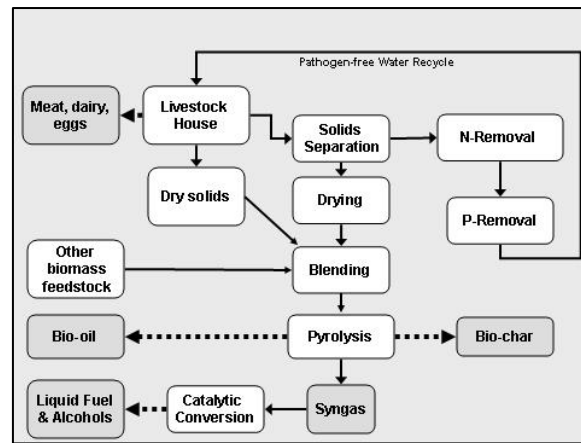 Pathogen-free Water Recycle
Meat, dairy,
eggs
Livestock
House
Solids
Separation
N-Removal
Dry solids
Drying
P-Removal
Other
biomass
feedstock
Blending
Bio-oil
Pyrolysis
Bio-char
Liquid Fuel
& Alcohols
Catalytic
Conversion
Syngas